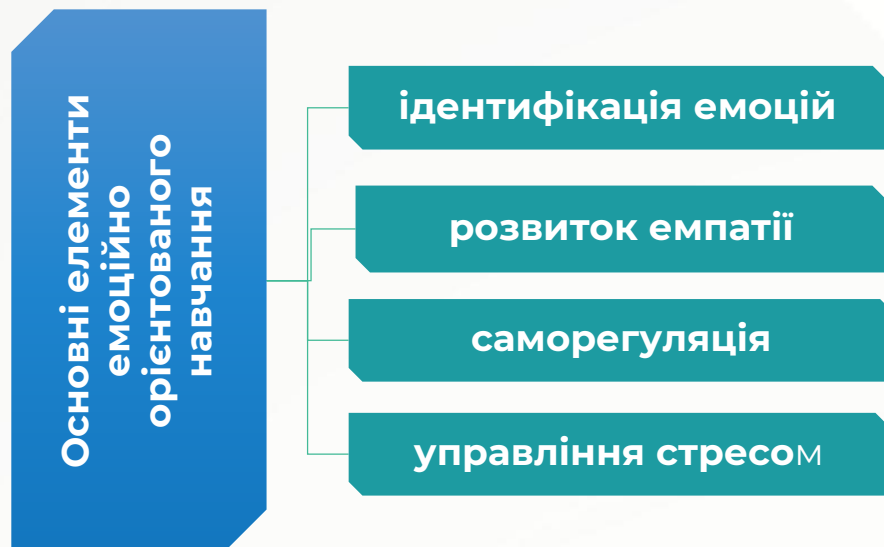 Основні елементи
емоційно
орієнтованого
навчання
ідентифікація емоцій
розвиток емпатії
саморегуляція
управління стресом